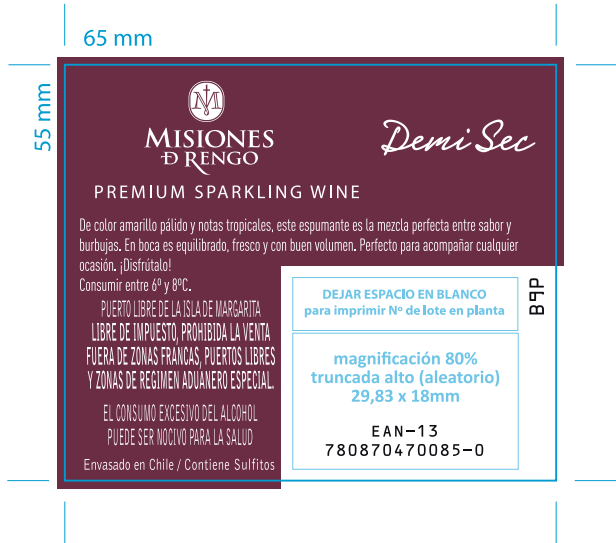 65 mm
55 mm
M
MISIONES
D RENGO
Demi Sec
PREMIUM SPARKLING WINE
De color amarillo pálido y notas tropicales, este espumante es la mezcla perfecta entre sabor y
burbujas. En boca es equilibrado, fresco y con buen volumen. Perfecto para acompañar cualquier
ocasión. ¡Disfrútalo!
Consumir entre 6º y 8ºC.
PUERTO LIBRE DE LA ISLA DE MARGARITA
LIBRE DE IMPUESTO, PROHIBIDA LA VENTA
FUERA DE ZONAS FRANCAS, PUERTOS LIBRES
Y ZONAS DE REGIMEN ADUANERO ESPECIAL.
EL CONSUMO EXCESIVO DEL ALCOHOL
PUEDE SER NOCIVO PARA LA SALUD
Envasado en Chile / Contiene Sulfitos
DEJAR ESPACIO EN BLANCO
para imprimir Nº de lote en planta
magnificación 80%
truncada alto (aleatorio)
29,83 x 18mm
EAN-13
780870470085-0